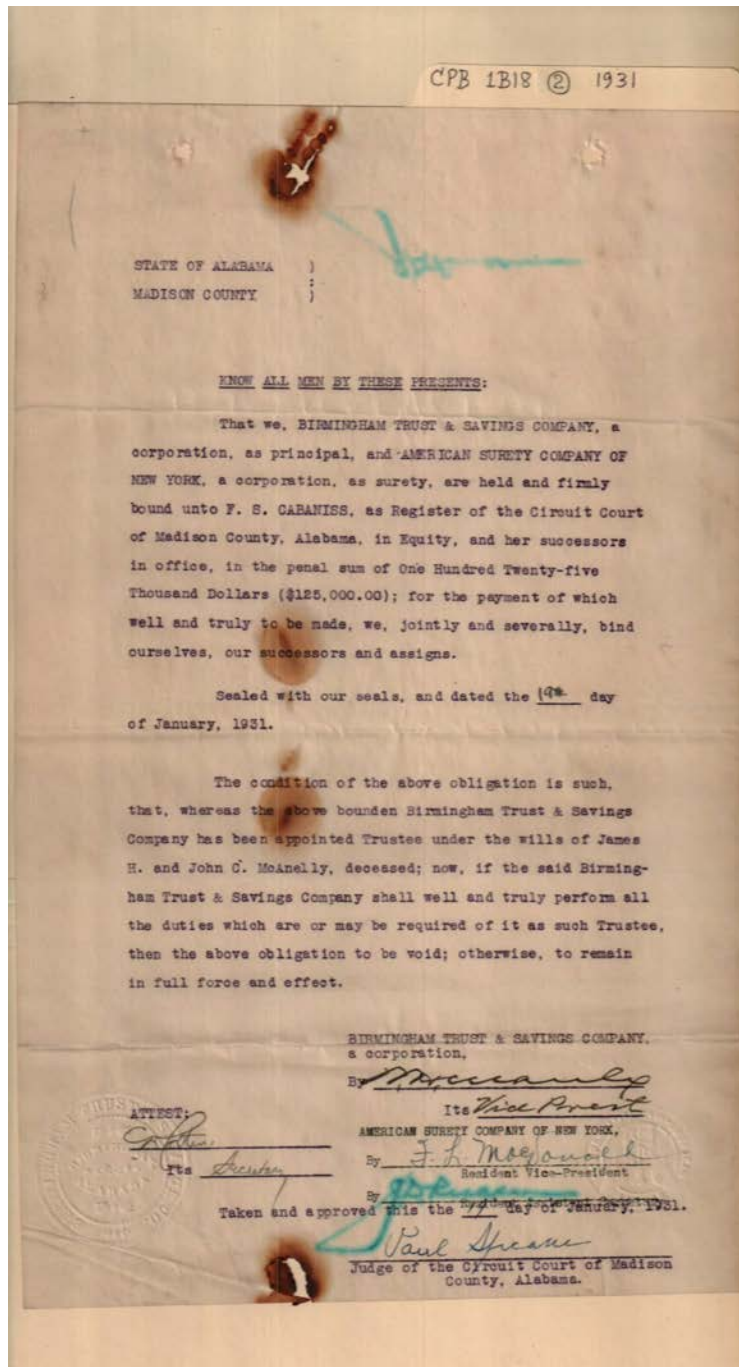 CPB 1B18 ② 1931
STATE OF ALABAMA )
:
MADISON COUNTY )
KNOW ALL MEN BY THESE PRESENTS:
That we, BIRMINGHAM TRUST & SAVINGS COMPANY, a
corporation, as principal, and AMERICAN SURETY COMPANY OF
NEW YORK, a corporation, as surety, are held and firmly
bound unto F. S. CABANISS, as Register of the Circuit Court
of Madison County, Alabama, in Equity, and her successors
in office, in the penal sum of One Hundred Twenty-five
Thousand Dollars ($125,000.00); for the payment of which
well and truly to be made, we, jointly and severally, bind
ourselves, our successors and assigns.
Sealed with our seals, and dated the 19th day
of January, 1931.
The condition of the above obligation is such,
that, whereas the above bounden Birmingham Trust & Savings
Company has been appointed Trustee under the wills of James
H. and John C. McAnelly, deceased; now, if the said Birming-
ham Trust & Savings Company shall well and truly perform all
the duties which are or may be required of it as such Trustee,
then the above obligation to be void; otherwise, to remain
in full force and effect.
BIRMINGHAM TRUST & SAVINGS COMPANY,
a corporation,
By
ATTEST:
Its Vice Prest
AMERICAN SURETY COMPANY OF NEW YORK,
By F. L. McDonald
Its Secretary
Resident Vice-President
By
Resident Assistant Secretary
Taken and approved this the 19 day of January, 1931.
Paul Speake
Judge of the Circuit Court of Madison
County, Alabama.